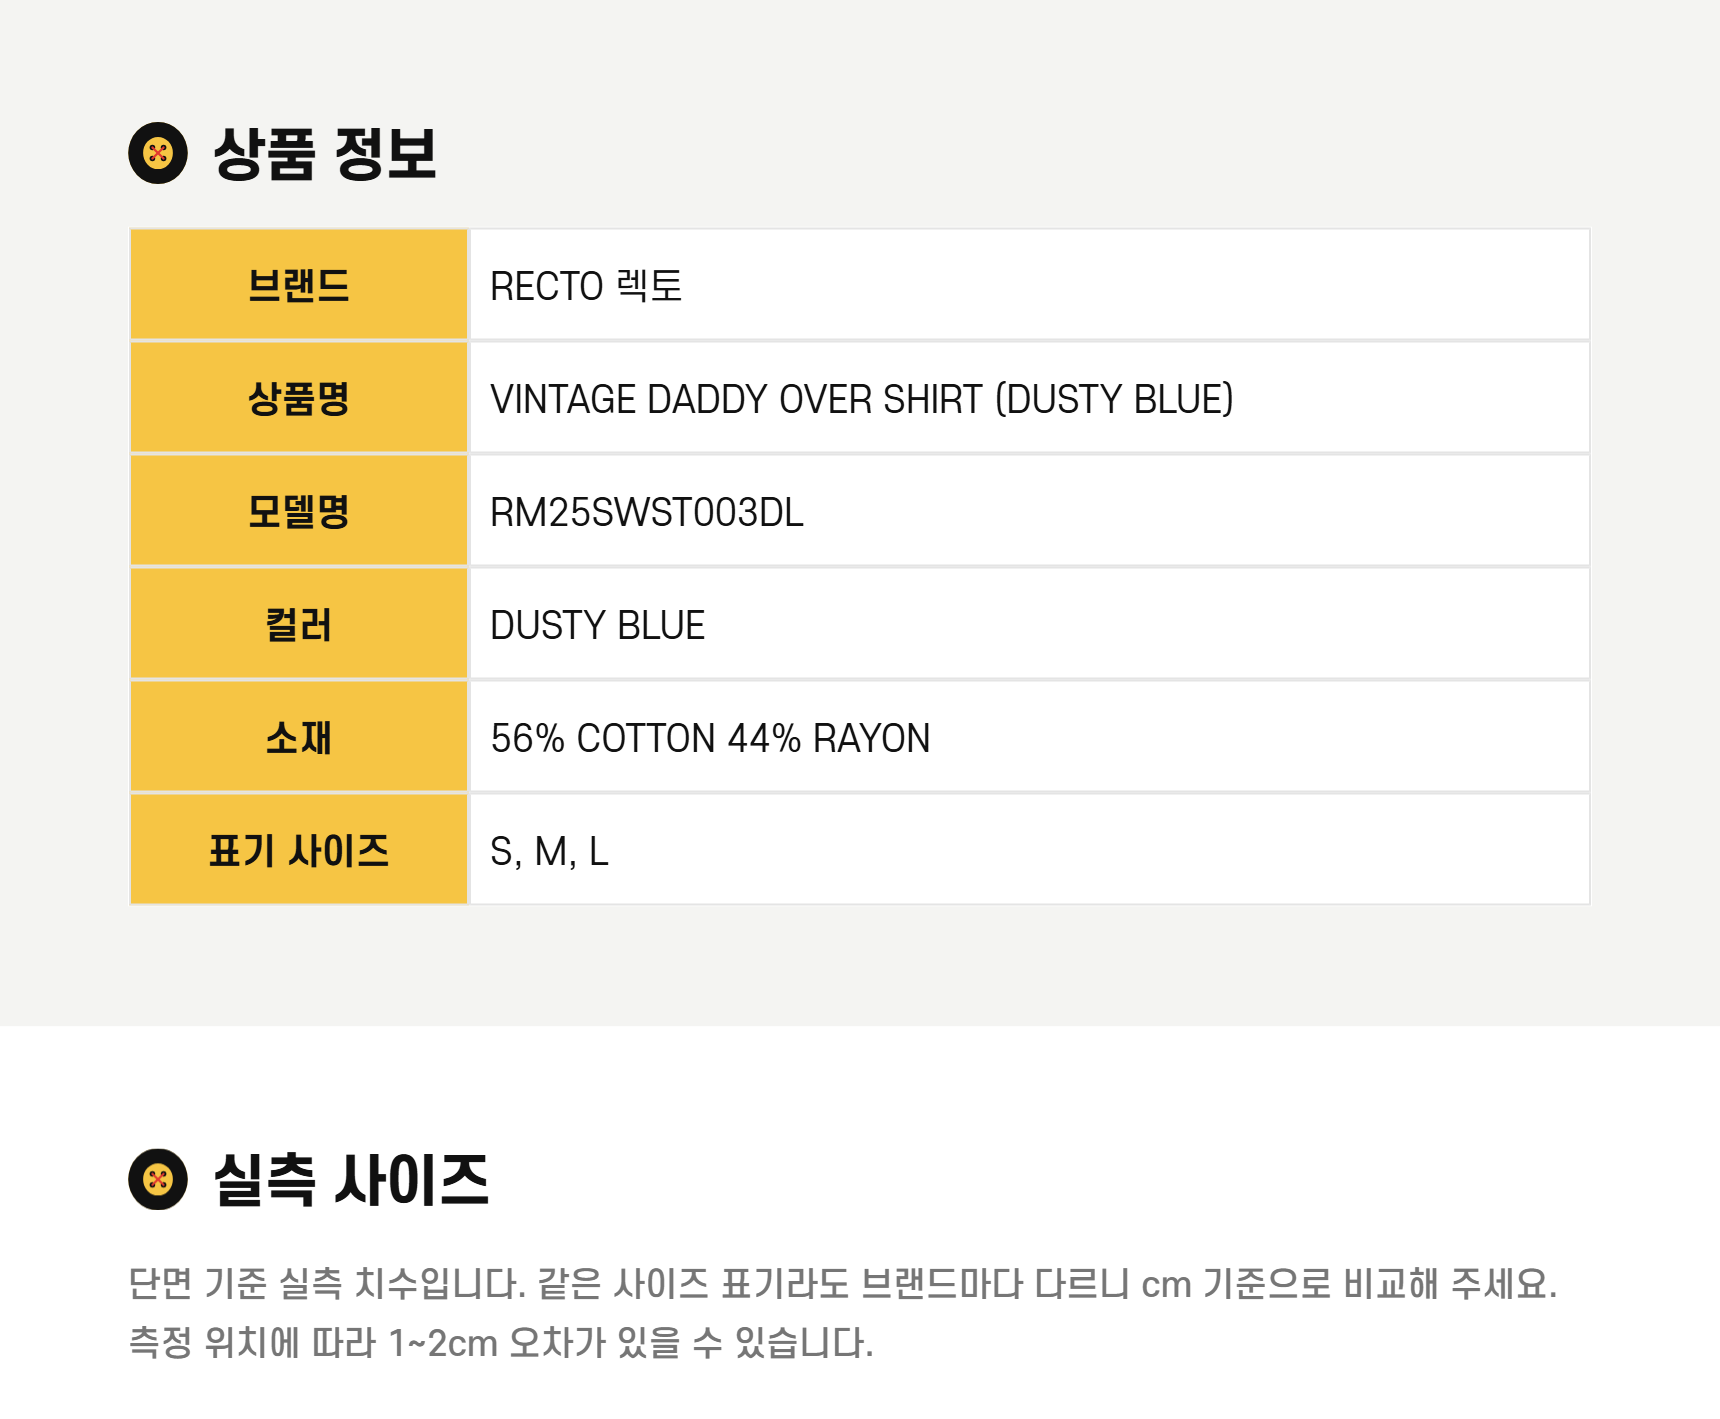 상품 정보
브랜드 RECTO 렉토
상품명 VINTAGE DADDY OVER SHIRT (DUSTY BLUE)
모델명 RM25SWST003DL
컬러 DUSTY BLUE
소재 56% COTTON 44% RAYON
표기 사이즈 S, M, L
실측 사이즈
단면 기준 실측 치수입니다. 같은 사이즈 표기라도 브랜드마다 다르니 cm 기준으로 비교해 주세요.
측정 위치에 따라 1~2cm 오차가 있을 수 있습니다.